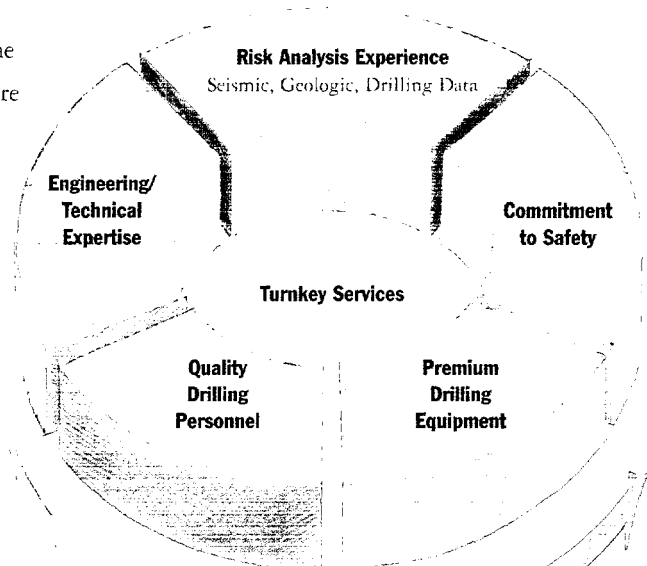 re
Risk Analysis Experience
Seismic, Geologic, Drilling Data
Engineering/
Technical
Expertise
Commitment
to Safety
Turnkey Services
Quality
Drilling
Personnel
Premium
Drilling
Equipment